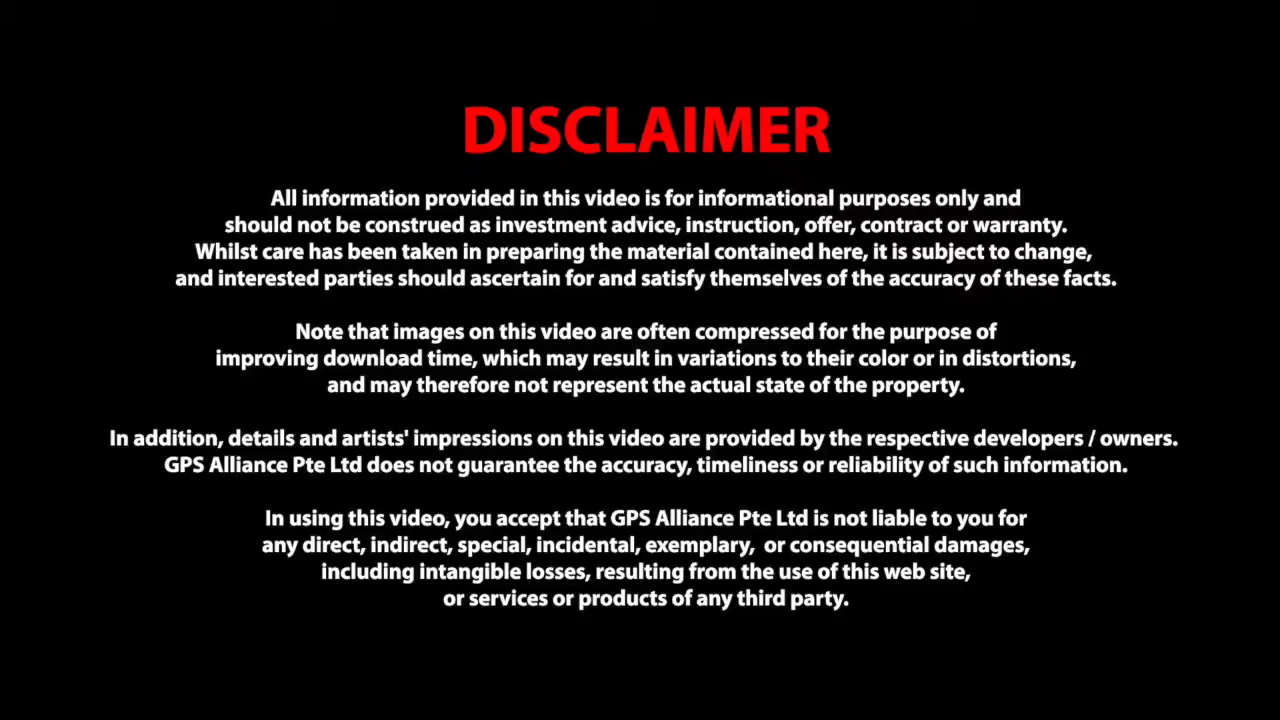 DISCLAIMER
All information provided in this video is for informational purposes only and
should not be construed as investment advice, instruction, offer, contract or warranty.
Whilst care has been taken in preparing the material contained here, it is subject to change,
and interested parties should ascertain for and satisfy themselves of the accuracy of these facts.
Note that images on this video are often compressed for the purpose of
improving download time, which may result in variations to their color or in distortions,
and may therefore not represent the actual state of the property.
In addition, details and artists' impressions on this video are provided by the respective developers / owners.
GPS Alliance Pte Ltd does not guarantee the accuracy, timeliness or reliability of such information.
In using this video, you accept that GPS Alliance Pte Ltd is not liable to you for
any direct, indirect, special, incidental, exemplary,  or consequential damages,
including intangible losses, resulting from the use of this web site,
or services or products of any third party.